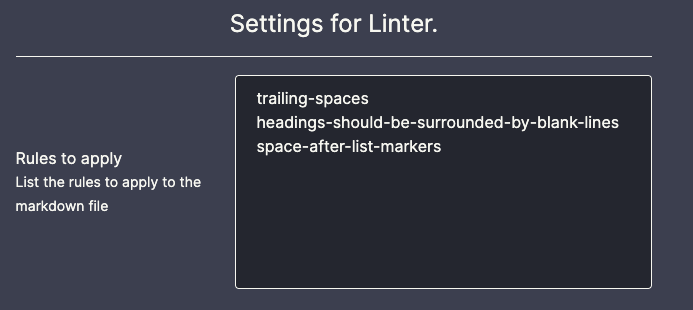 Settings for Linter.
trailing-spaces
headings-should-be-surrounded-by-blank-lines
space-after-list-markers
Rules to apply
List the rules to apply to the
markdown file